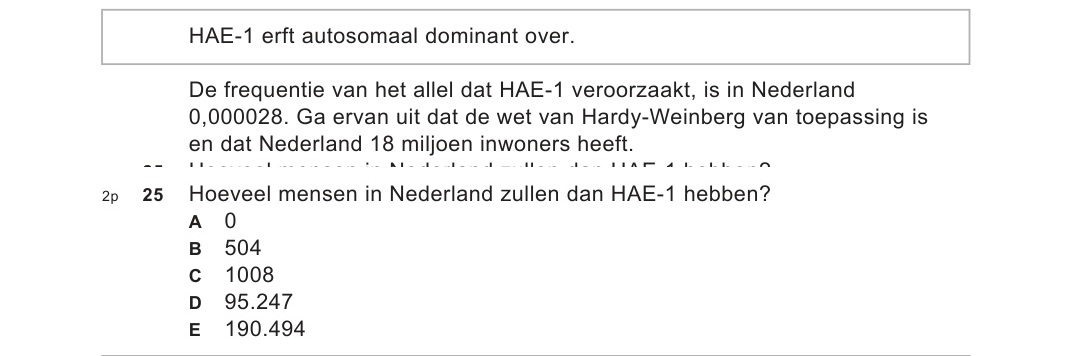 HAE-1 erft autosomaal dominant over.
De frequentie van het allel dat HAE-1 veroorzaakt, is in Nederland
0,000028. Ga ervan uit dat de wet van Hardy-Weinberg van toepassing is
en dat Nederland 18 miljoen inwoners heeft.
2p 25 Hoeveel mensen in Nederland zullen dan HAE-1 hebben?
A 0
B 504
C 1008
D 95.247
E 190.494